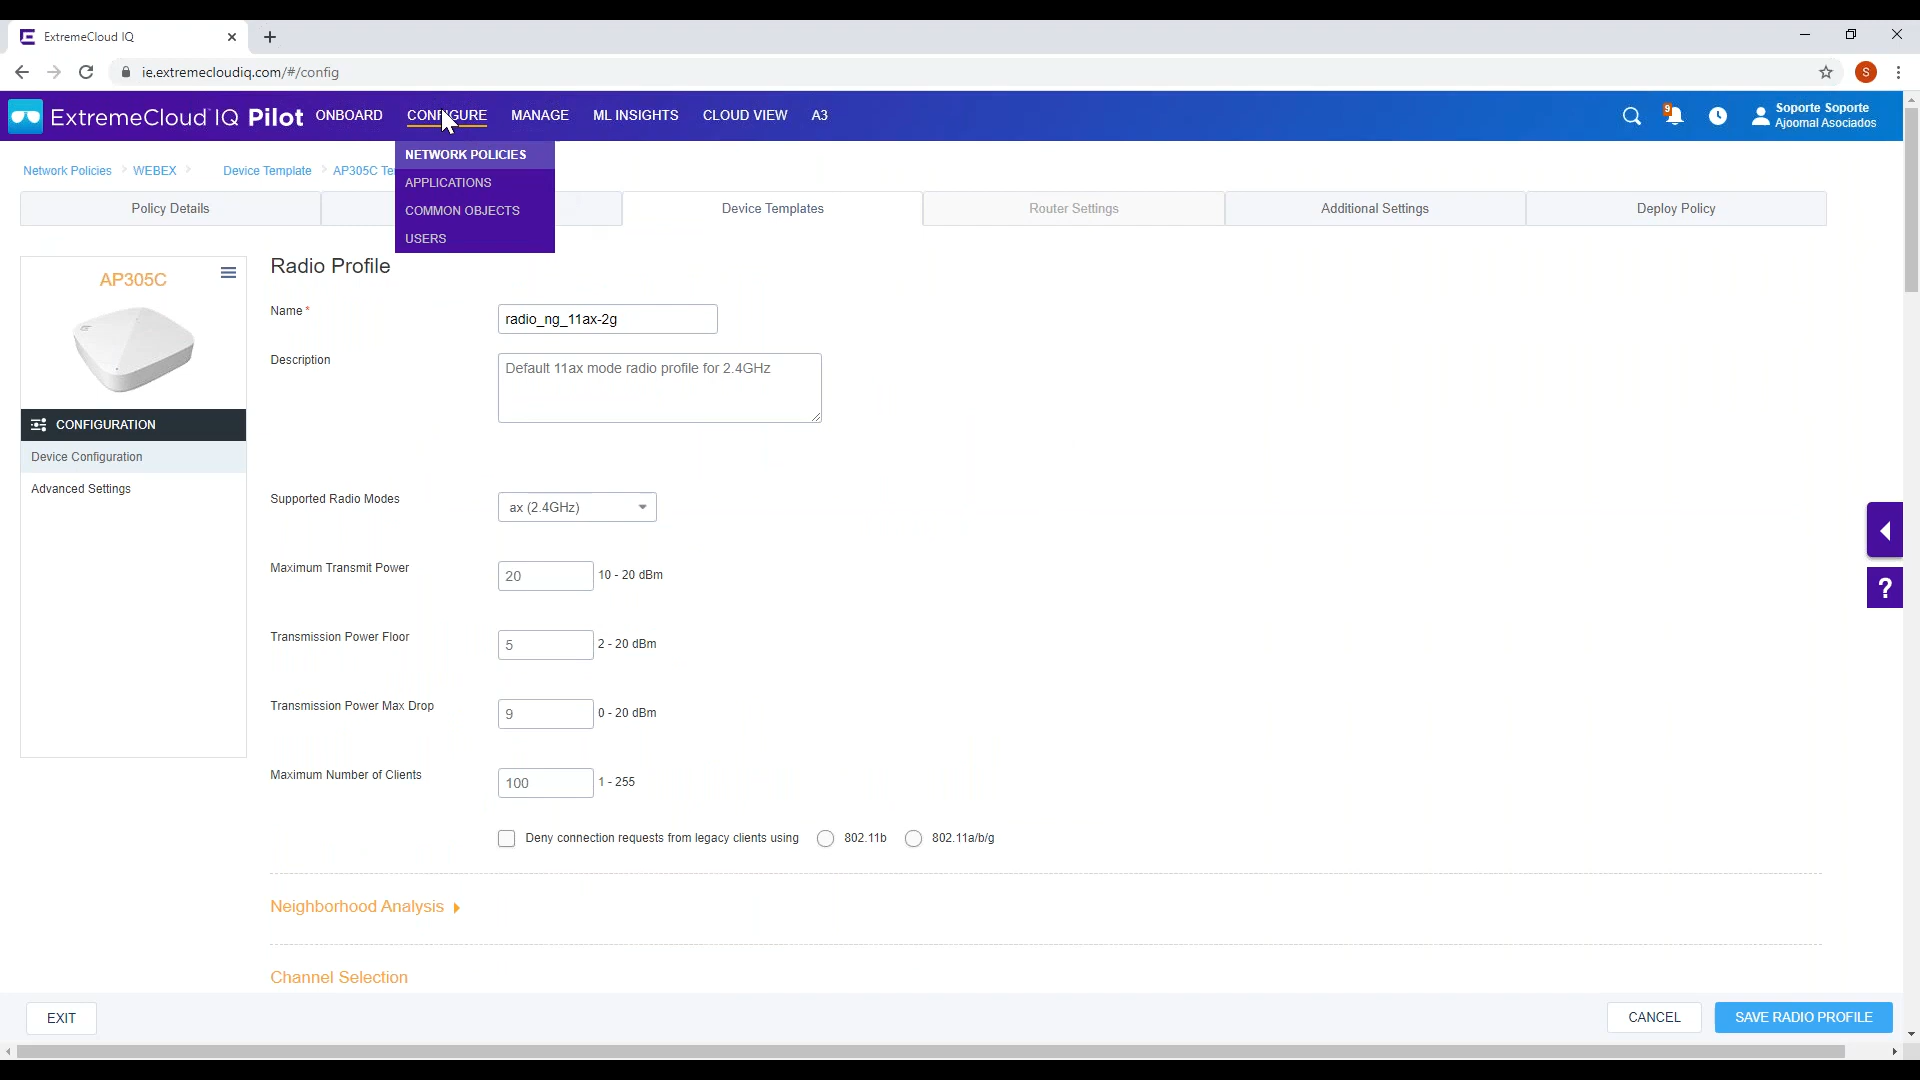 ExtremeCloud IQ
ie.extremecloudiq.com/#/config
S
ExtremeCloud IQ Pilot
ONBOARD
CONFIGURE
MANAGE
ML INSIGHTS
CLOUD VIEW
A3
9
Soporte Soporte
Ajoomal Asociados
NETWORK POLICIES
APPLICATIONS
COMMON OBJECTS
USERS
Network Policies
WEBEX
Device Template
AP305C
Policy Details
Device Templates
Router Settings
Additional Settings
Deploy Policy
AP305C
CONFIGURATION
Device Configuration
Advanced Settings
Radio Profile
Name *
radio_ng_11ax-2g
Description
Default 11ax mode radio profile for 2.4GHz
Supported Radio Modes
ax (2.4GHz)
Maximum Transmit Power
20
10 - 20 dBm
Transmission Power Floor
5
2 - 20 dBm
Transmission Power Max Drop
9
0 - 20 dBm
Maximum Number of Clients
100
1 - 255
Deny connection requests from legacy clients using
802.11b
802.11a/b/g
Neighborhood Analysis
Channel Selection
?
EXIT
CANCEL
SAVE RADIO PROFILE